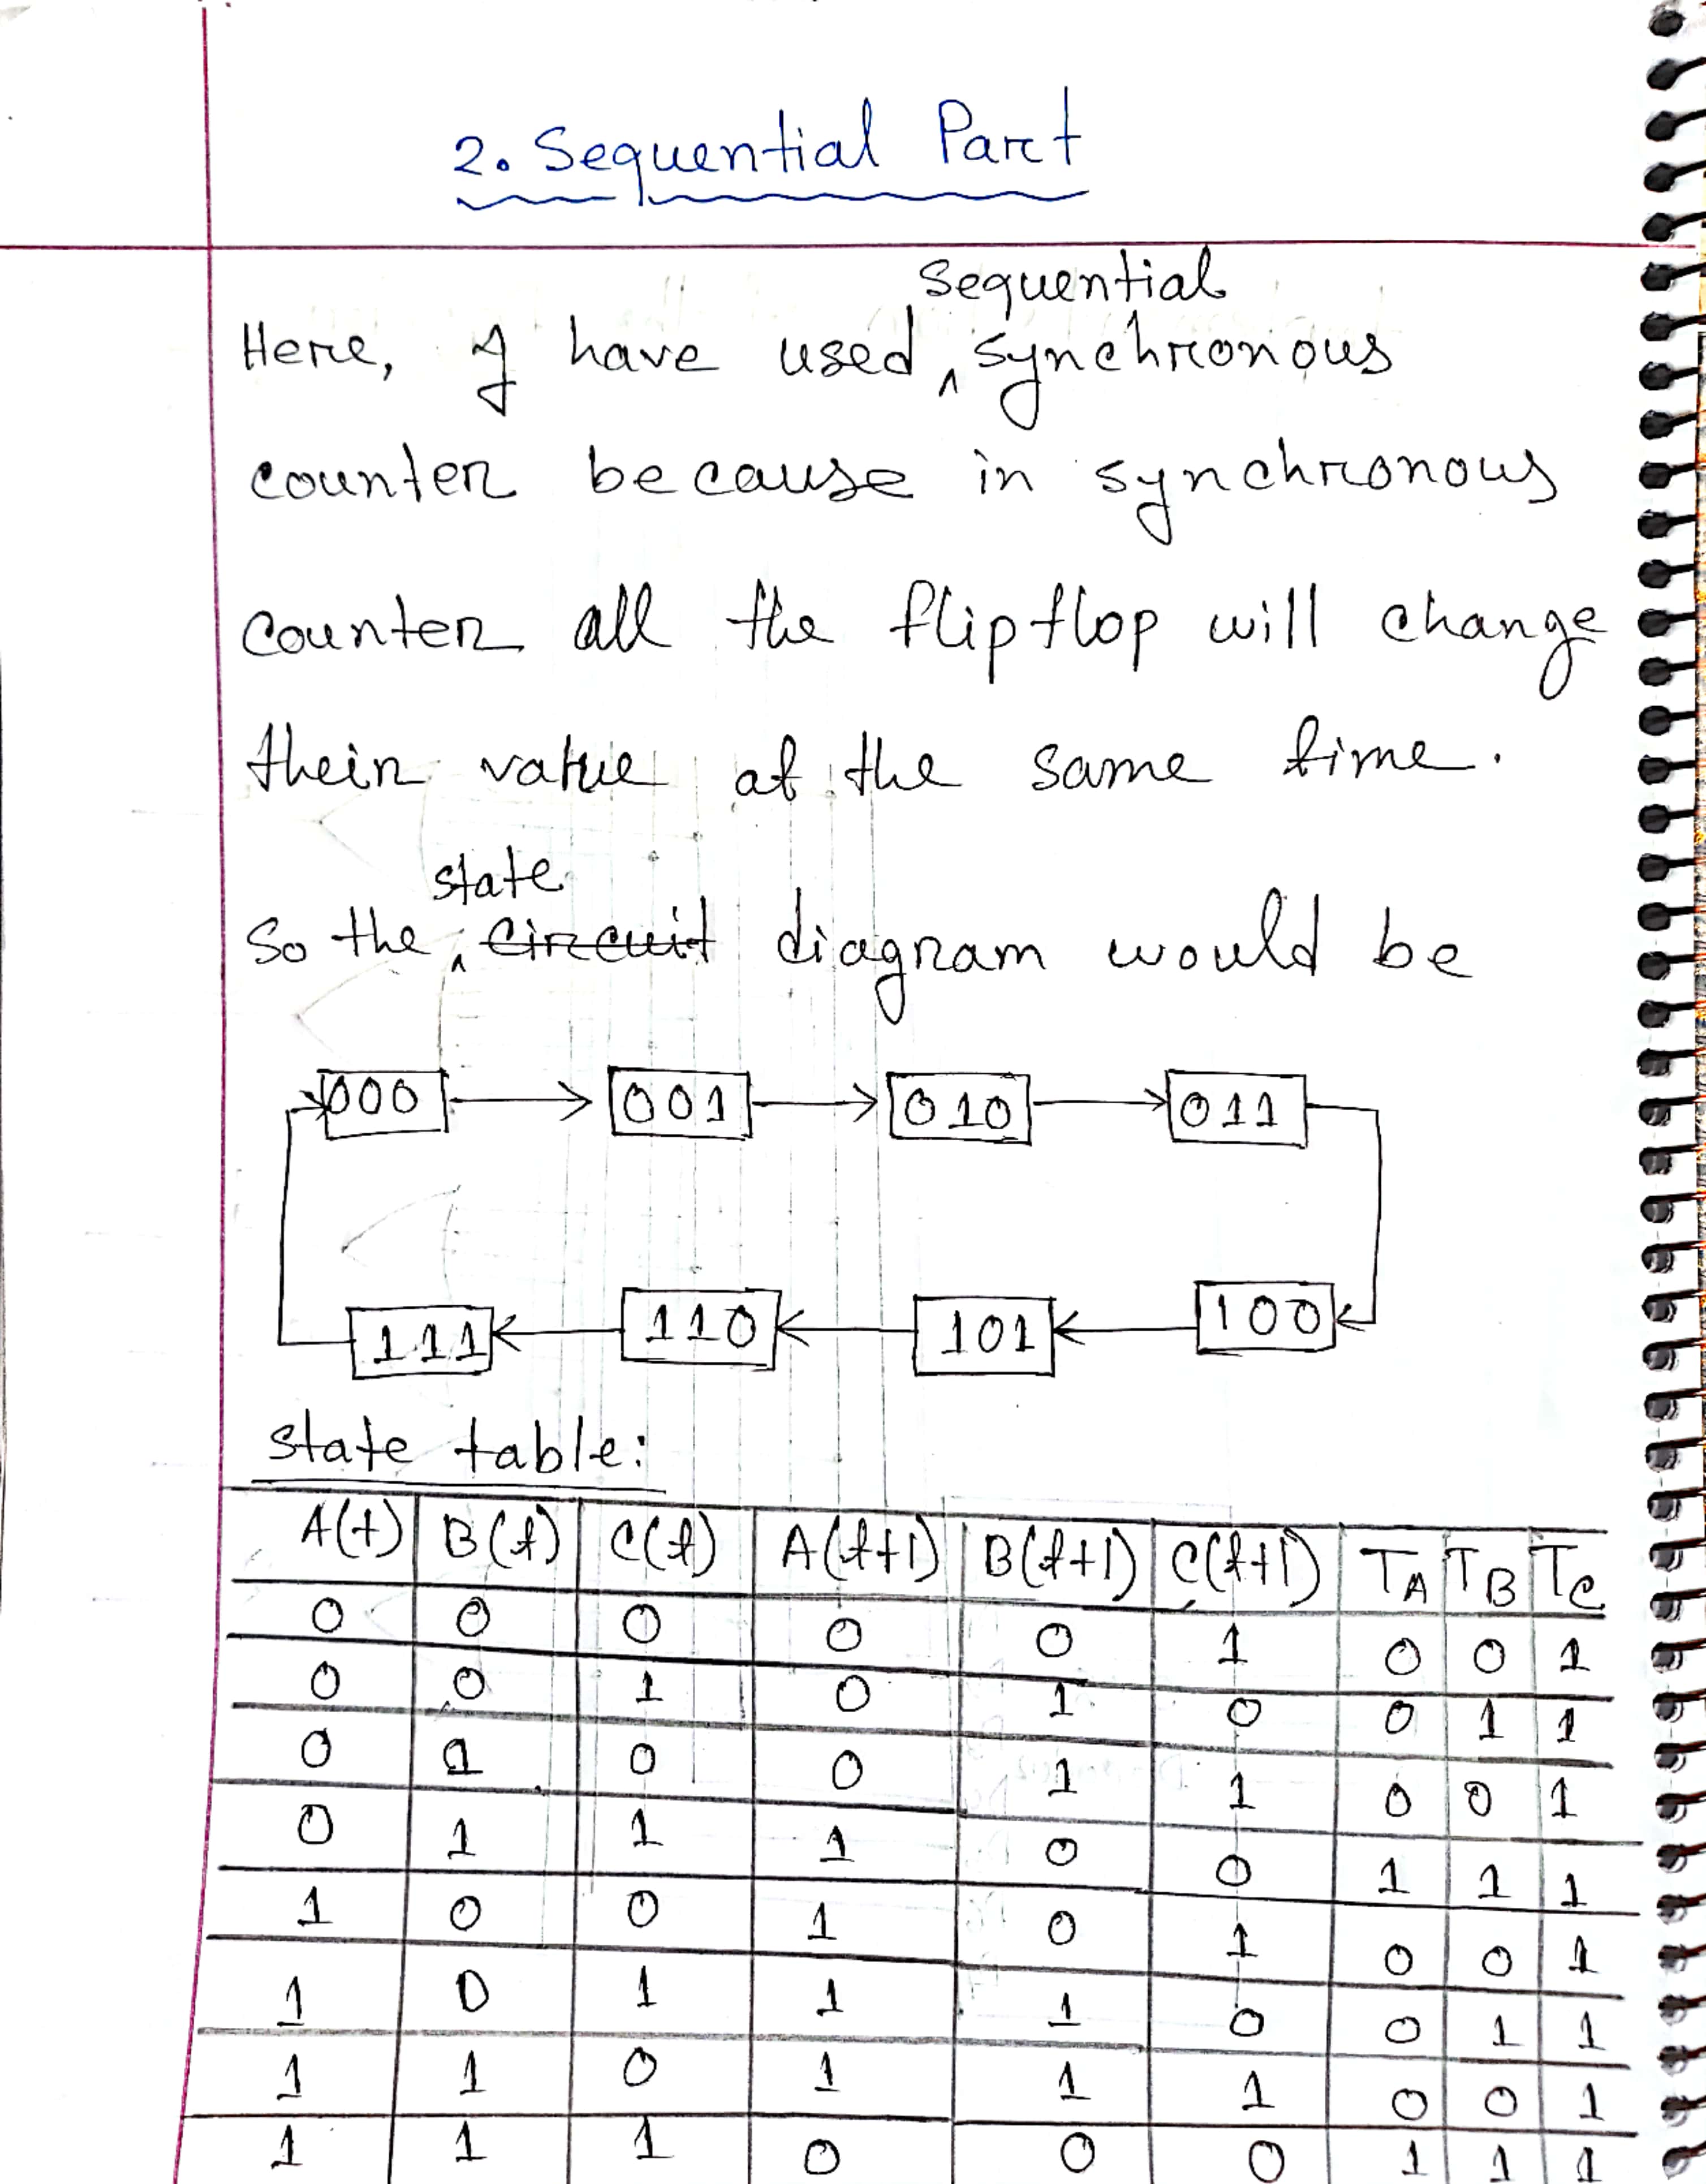 2. Sequential Part
sequential
Here, I have used ^ synchronous
counter because in synchronous
counter all the flipflop will change
their value at the same time.
state
So the ^ circuit diagram would be
000 001 010 011
111 110 101 100
state table:
A(t) B(t) C(t) A(t+1) B(t+1) C(t+1) TA TB TC
0 0 0 0 0 1 0 0 1
0 0 1 0 1 0 0 1 1
0 1 0 0 1 1 0 0 1
0 1 1 1 0 0 1 1 1
1 0 0 1 0 1 0 0 1
1 0 1 1 1 0 0 1 1
1 1 0 1 1 1 0 0 1
1 1 1 0 0 0 1 1 1